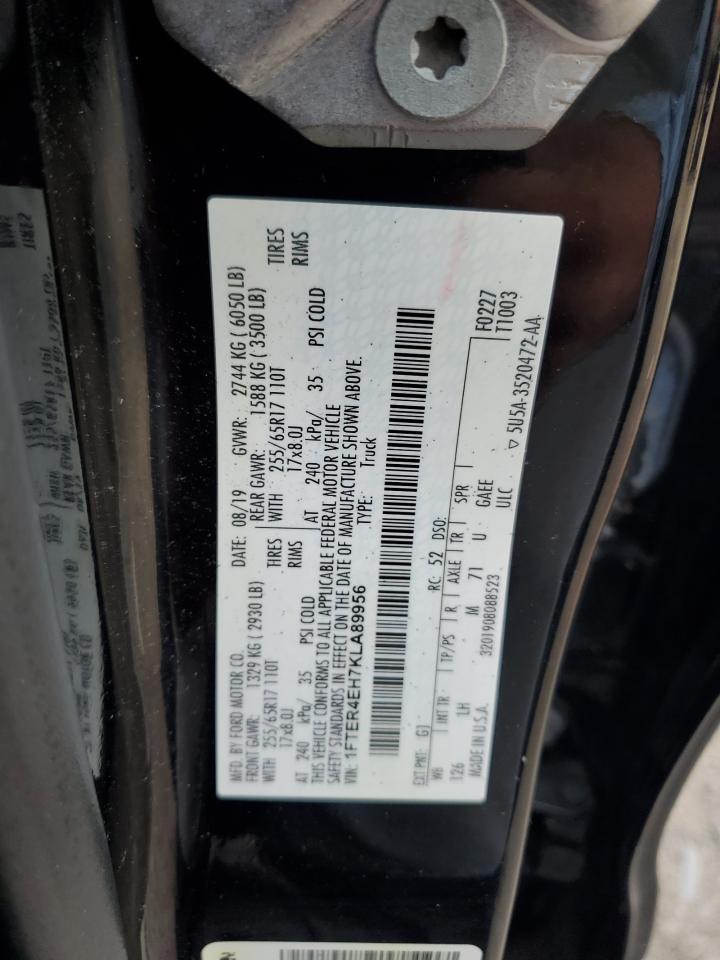 MFD. BY FORD MOTOR CO.
DATE: 08/19 GVWR: 2744 KG ( 6050 LB)
FRONT GAWR: 1329 KG ( 2930 LB) REAR GAWR: 1588 KG ( 3500 LB)
WITH 255/65R17 110T TIRES WITH 255/65R17 110T TIRES
17x8.0J RIMS 17x8.0J RIMS
AT 240 kPa/ 35 PSI COLD AT 240 kPa/ 35 PSI COLD
THIS VEHICLE CONFORMS TO ALL APPLICABLE FEDERAL MOTOR VEHICLE
SAFETY STANDARDS IN EFFECT ON THE DATE OF MANUFACTURE SHOWN ABOVE.
VIN: 1FTER4EH7KLA89956 TYPE: Truck
F0227
T1003
EXT PNT: G1 RC: 52 DSO:
WB INT TR TP/PS R AXLE TR SPR
126 LH M 71 U GAEE
MADE IN U.S.A. 3201908088523 UILC
▽ 5U5A-3520472-AA